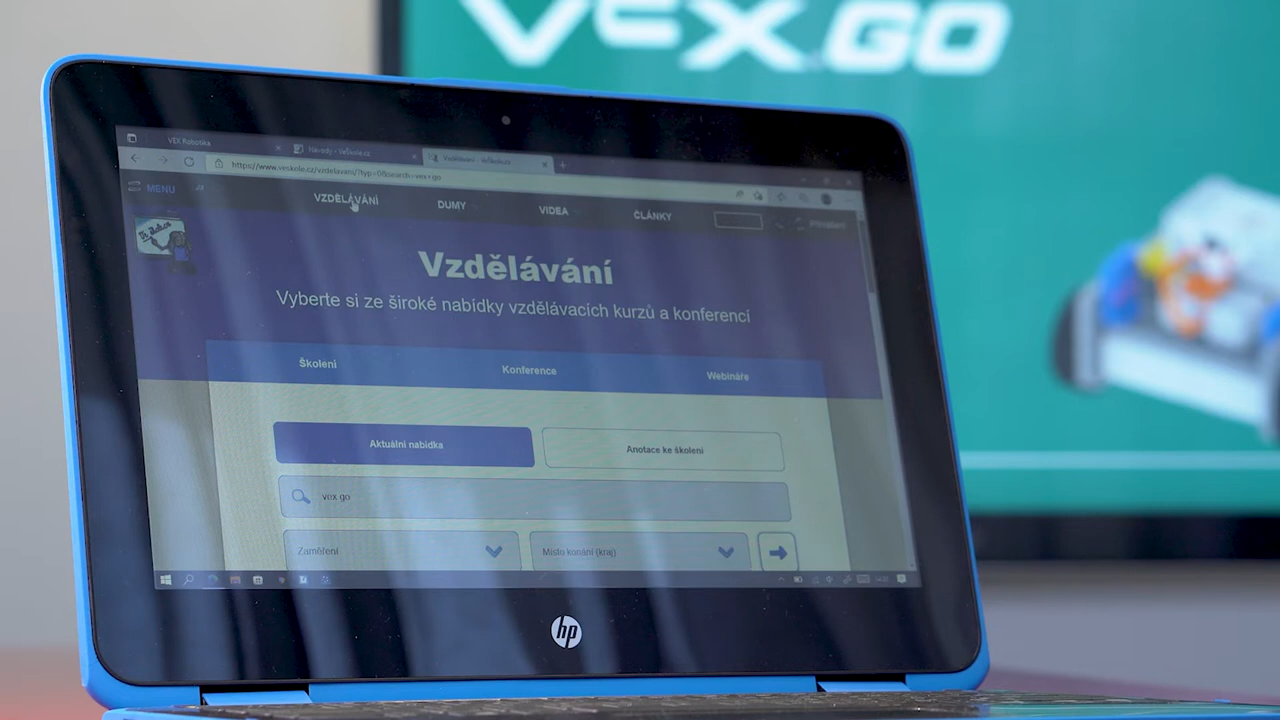 VEX GO
VEX Robotika
Návody - VeŠkole.cz
Vzdělávání - VeŠkole.cz
https://www.veskole.cz/vzdelavani/?typ=0&search=vex+go
MENU
VZDĚLÁVÁNÍ
DUMY
VIDEA
ČLÁNKY
Přihlášení
Vzdělávání
Vyberte si ze široké nabídky vzdělávacích kurzů a konferencí
Školení
Konference
Webináře
Aktuální nabídka
Anotace ke školení
vex go
Zaměření
Místo konání (kraj)
hp